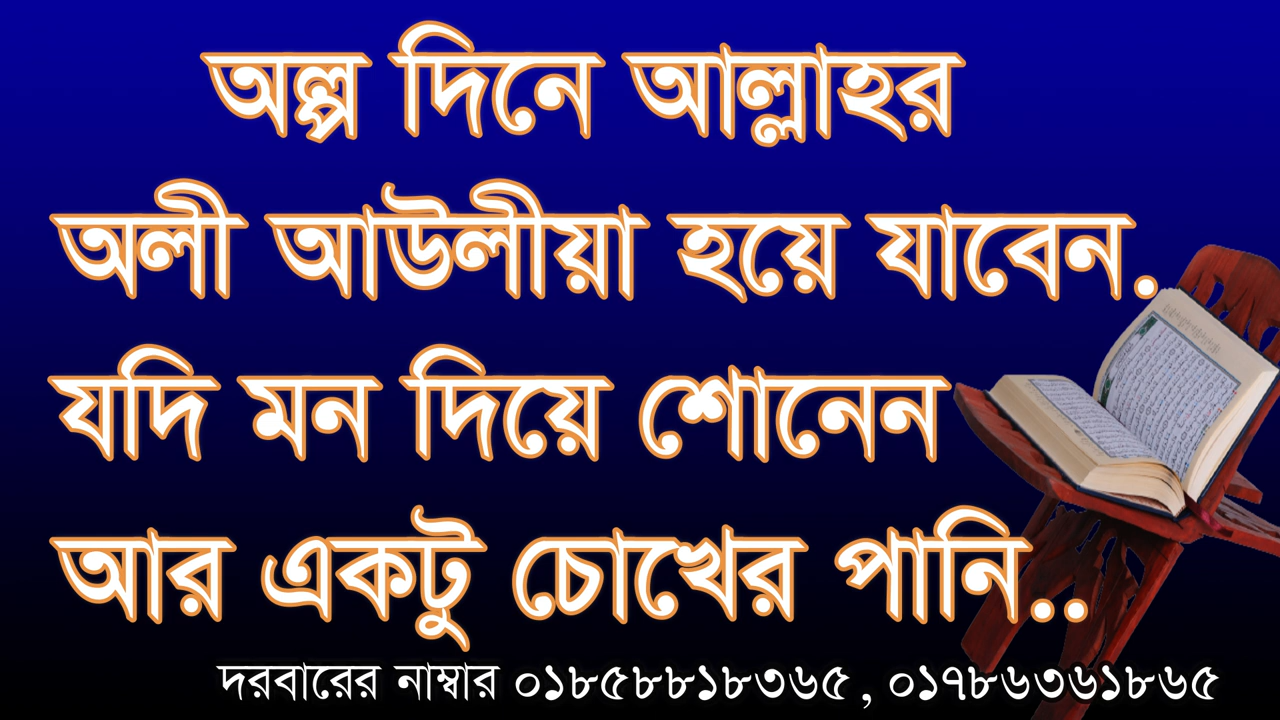 অল্প দিনে আল্লাহর
অলী আউলীয়া হয়ে যাবেন.
যদি মন দিয়ে শোনেন
আর একটু চোখের পানি..
দরবারের নাম্বার ০১৮৫৮৮১৮৩৬৫, ০১৭৮৬৩৬১৮৬৫